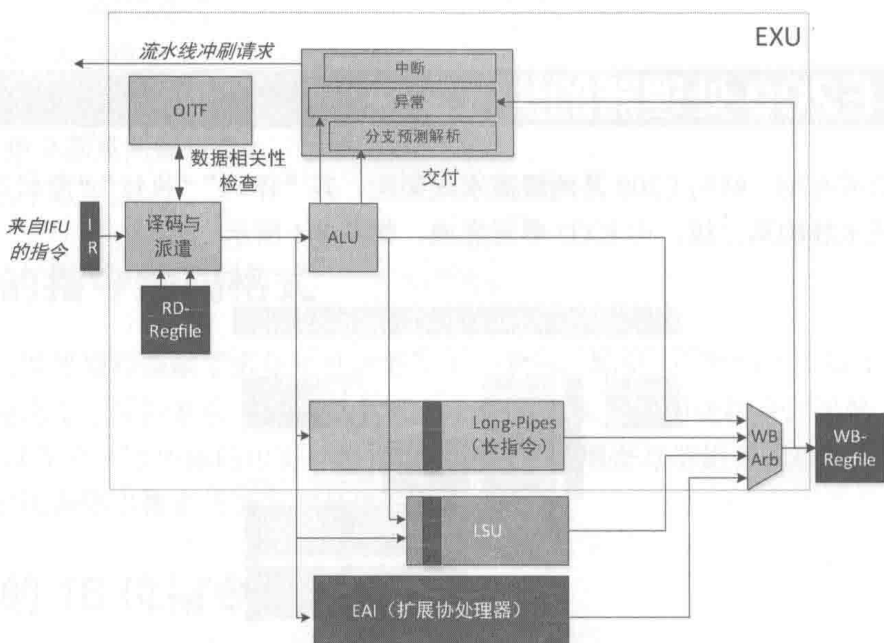 EXU
流水线冲刷请求
中断
异常
分支预测解析
交付
OITF
数据相关性
检查
来自IFU
的指令
I
R
译码与
派遣
ALU
RD-
Regfile
Long-Pipes
（长指令）
WB
Arb
WB-
Regfile
LSU
EAI（扩展协处理器）